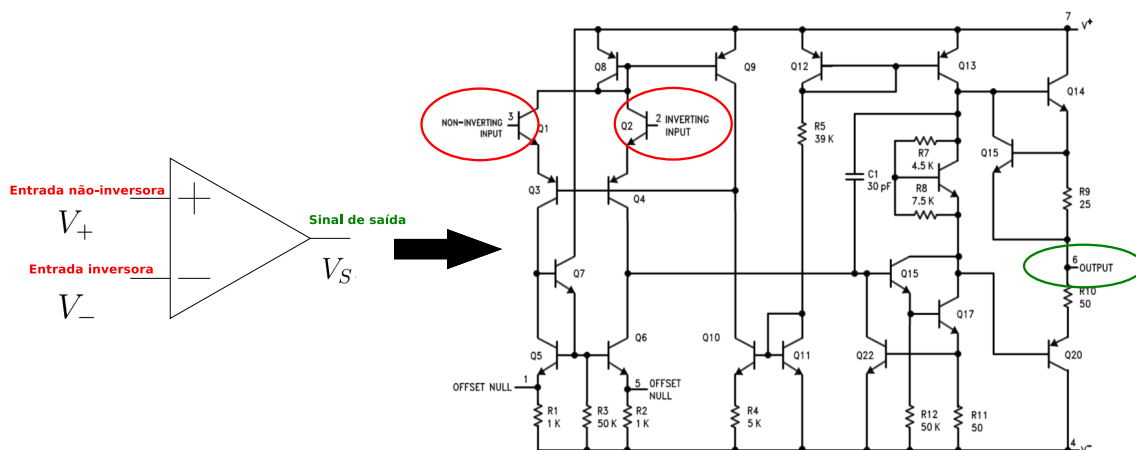 Entrada não-inversora
V+
Entrada inversora
V−
+
−
Sinal de saída
VS
7
V+
Q8
Q9
Q12
Q13
Q14
NON-INVERTING
INPUT
3
Q1
Q2
2 INVERTING
INPUT
R5
39 K
C1
30 pF
R7
4.5 K
R8
7.5 K
Q15
R9
25
Q3
Q4
6
OUTPUT
R10
50
Q7
Q15
Q17
Q5
Q6
Q10
Q11
Q22
Q20
1
OFFSET NULL
5
OFFSET
NULL
R1
1 K
R3
50 K
R2
1 K
R4
5 K
R12
50 K
R11
50
4
V−